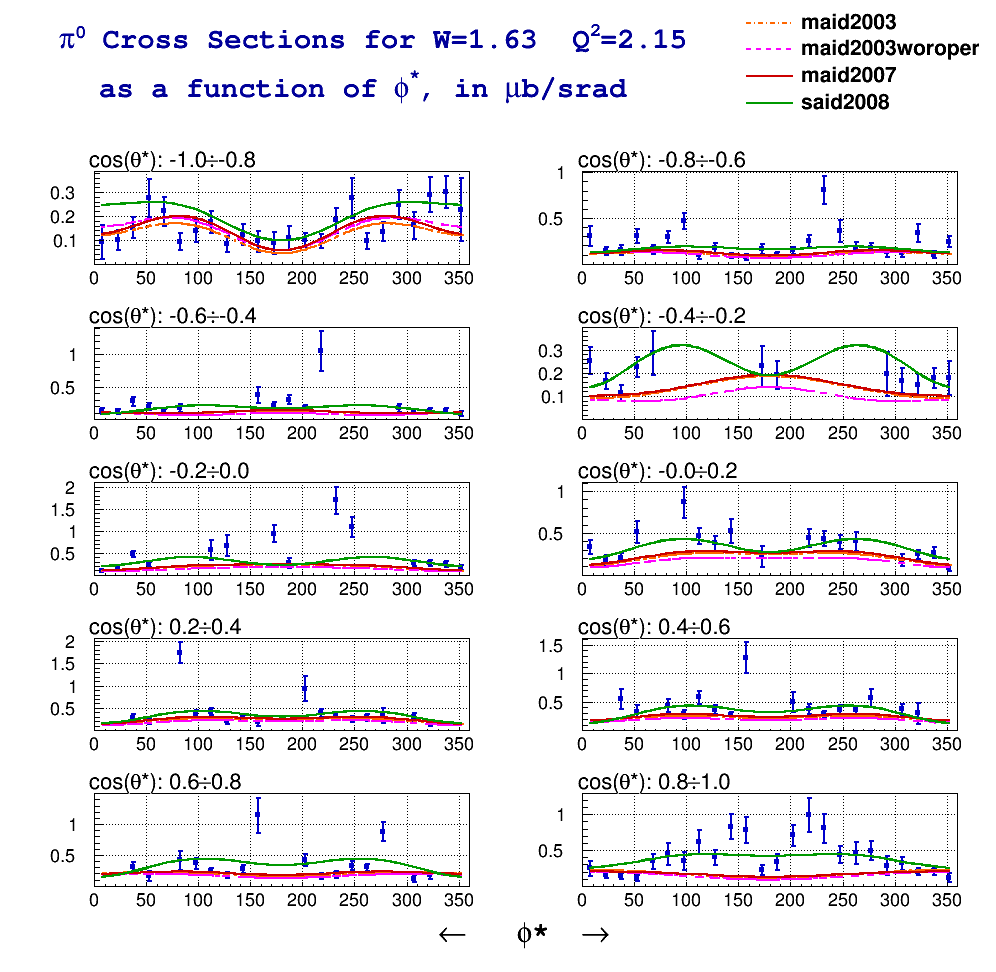 π⁰ Cross Sections for W=1.63 Q²=2.15
as a function of ϕ*, in μb/srad
maid2003
maid2003woroper
maid2007
said2008
cos(θ*): -1.0÷-0.8
0.3
0.2
0.1
0 50 100 150 200 250 300 350
cos(θ*): -0.8÷-0.6
1
0.5
0 50 100 150 200 250 300 350
cos(θ*): -0.6÷-0.4
1
0.5
0 50 100 150 200 250 300 350
cos(θ*): -0.4÷-0.2
0.3
0.2
0.1
0 50 100 150 200 250 300 350
cos(θ*): -0.2÷0.0
2
1.5
1
0.5
0 50 100 150 200 250 300 350
cos(θ*): -0.0÷0.2
1
0.5
0 50 100 150 200 250 300 350
cos(θ*): 0.2÷0.4
2
1.5
1
0.5
0 50 100 150 200 250 300 350
cos(θ*): 0.4÷0.6
1.5
1
0.5
0 50 100 150 200 250 300 350
cos(θ*): 0.6÷0.8
1
0.5
0 50 100 150 200 250 300 350
cos(θ*): 0.8÷1.0
1
0.5
0 50 100 150 200 250 300 350
← ϕ* →